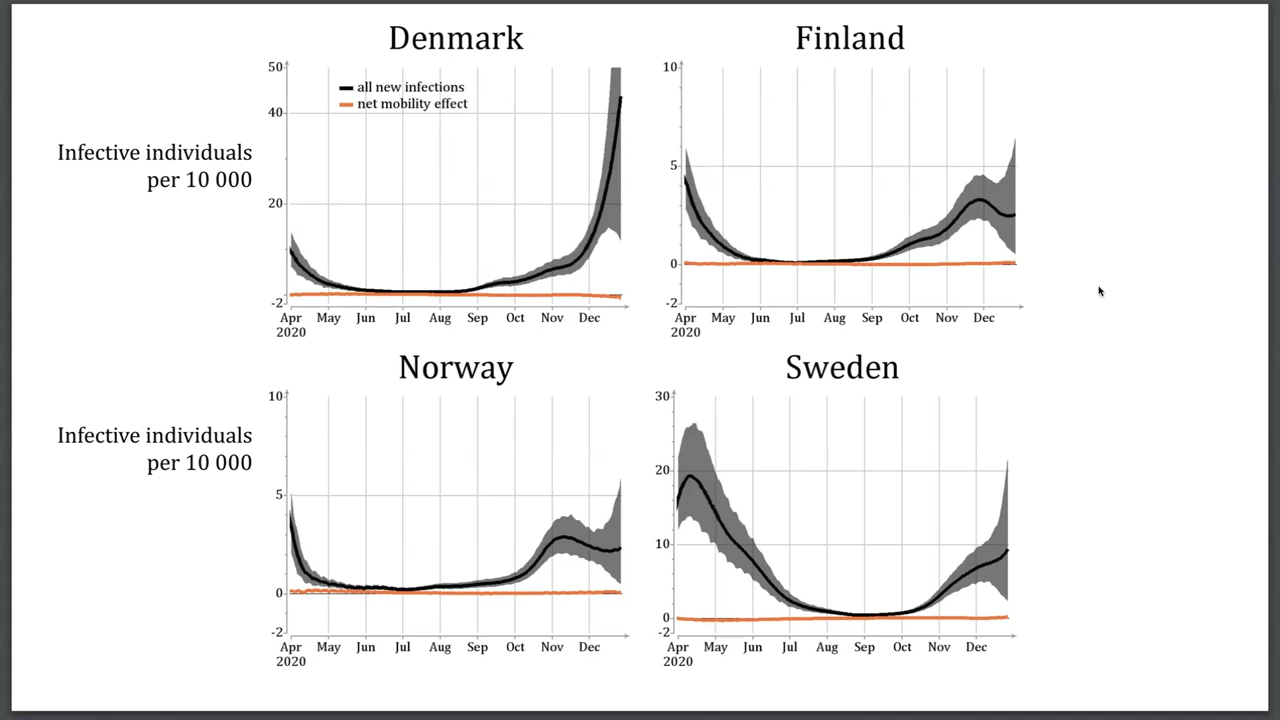 Denmark
Infective individuals
per 10 000
50
40
20
-2
all new infections
net mobility effect
Apr May Jun Jul Aug Sep Oct Nov Dec
2020
Finland
10
5
0
-2
Apr May Jun Jul Aug Sep Oct Nov Dec
2020
Norway
Infective individuals
per 10 000
10
5
0
-2
Apr May Jun Jul Aug Sep Oct Nov Dec
2020
Sweden
30
20
10
0
-2
Apr May Jun Jul Aug Sep Oct Nov Dec
2020